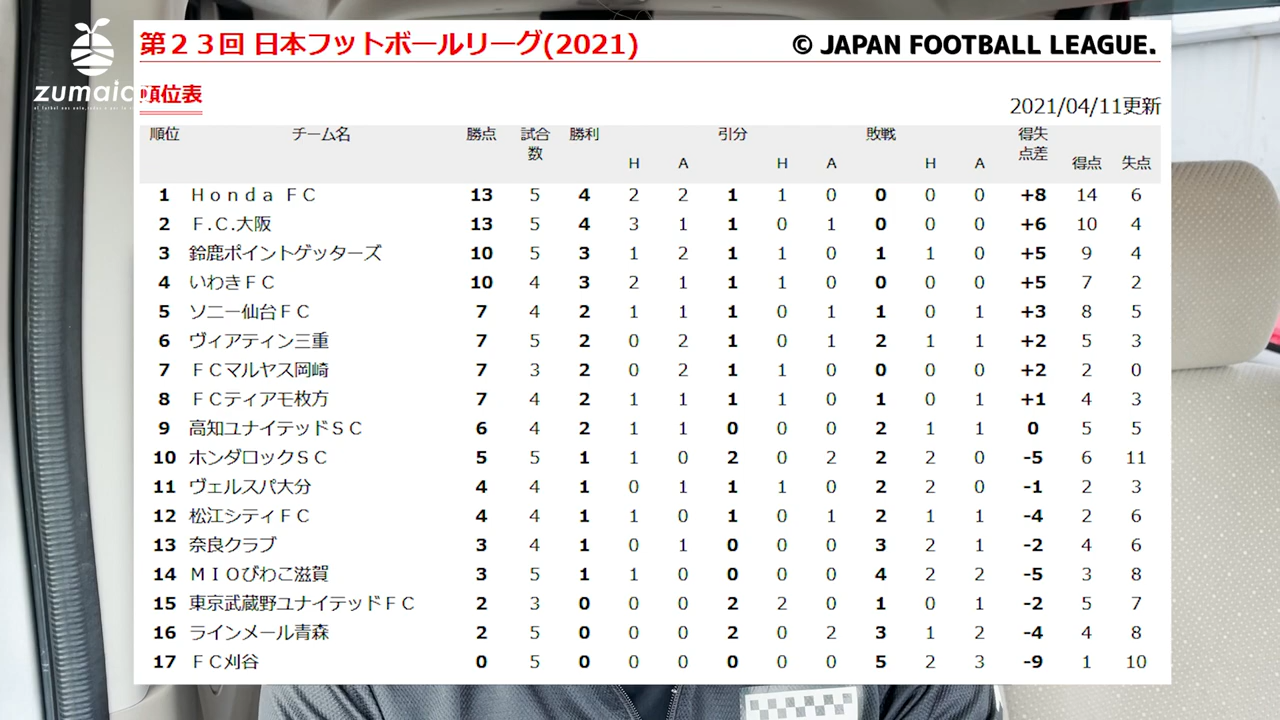 第２３回 日本フットボールリーグ(2021)
© JAPAN FOOTBALL LEAGUE.
zumaic
順位表
2021/04/11更新
順位 チーム名 勝点 試合数 勝利 H A 引分 H A 敗戦 H A 得失点差 得点 失点
1 Ｈｏｎｄａ ＦＣ 13 5 4 2 2 1 1 0 0 0 0 +8 14 6
2 Ｆ.Ｃ.大阪 13 5 4 3 1 1 0 1 0 0 0 +6 10 4
3 鈴鹿ポイントゲッターズ 10 5 3 1 2 1 1 0 1 1 0 +5 9 4
4 いわきＦＣ 10 4 3 2 1 1 1 0 0 0 0 +5 7 2
5 ソニー仙台ＦＣ 7 4 2 1 1 1 0 1 1 0 1 +3 8 5
6 ヴィアティン三重 7 5 2 0 2 1 0 1 2 1 1 +2 5 3
7 ＦＣマルヤス岡崎 7 3 2 0 2 1 1 0 0 0 0 +2 2 0
8 ＦＣティアモ枚方 7 4 2 1 1 1 1 0 1 0 1 +1 4 3
9 高知ユナイテッドＳＣ 6 4 2 1 1 0 0 0 2 1 1 0 5 5
10 ホンダロックＳＣ 5 5 1 1 0 2 0 2 2 2 0 -5 6 11
11 ヴェルスパ大分 4 4 1 0 1 1 1 0 2 2 0 -1 2 3
12 松江シティＦＣ 4 4 1 1 0 1 0 1 2 1 1 -4 2 6
13 奈良クラブ 3 4 1 0 1 0 0 0 3 2 1 -2 4 6
14 ＭＩＯびわこ滋賀 3 5 1 1 0 0 0 0 4 2 2 -5 3 8
15 東京武蔵野ユナイテッドＦＣ 2 3 0 0 0 2 2 0 1 0 1 -2 5 7
16 ラインメール青森 2 5 0 0 0 2 0 2 3 1 2 -4 4 8
17 ＦＣ刈谷 0 5 0 0 0 0 0 0 5 2 3 -9 1 10